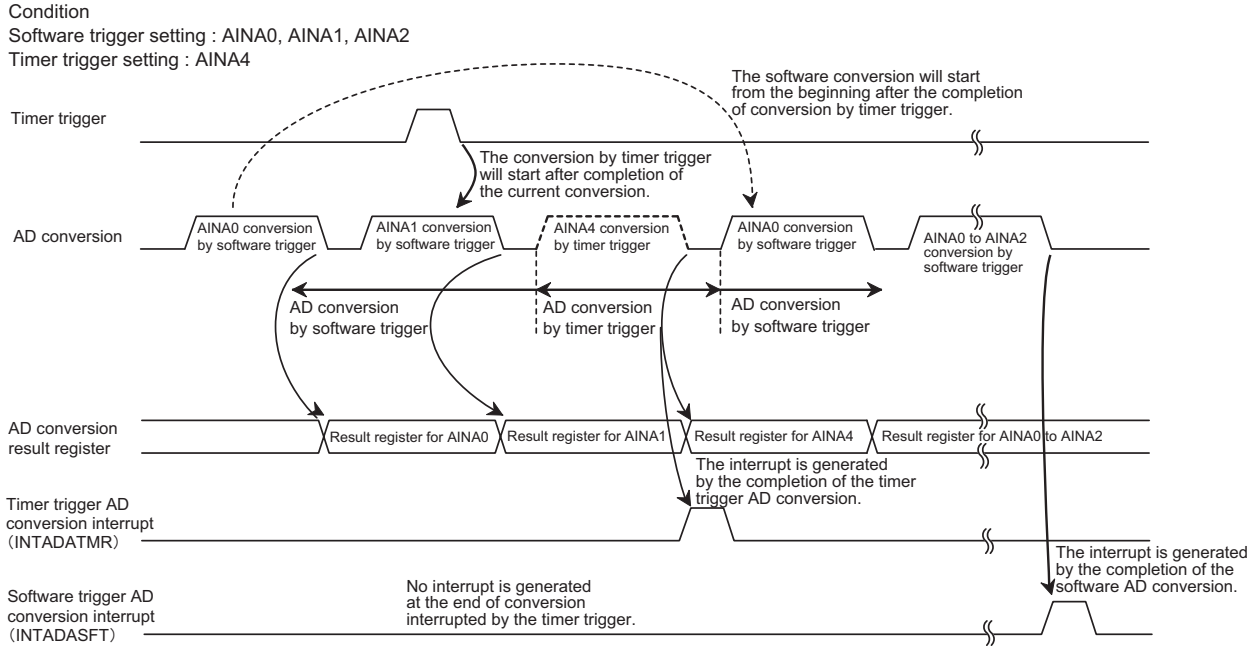 Condition
Software trigger setting : AINA0, AINA1, AINA2
Timer trigger setting : AINA4
The software conversion will start
from the beginning after the completion
of conversion by timer trigger.
Timer trigger
The conversion by timer trigger
will start after completion of
the current conversion.
AD conversion
AINA0 conversion
by software trigger
AINA1 conversion
by software trigger
AINA4 conversion
by timer trigger
AINA0 conversion
by software trigger
AINA0 to AINA2
conversion by
software trigger
AD conversion
by software trigger
AD conversion
by timer trigger
AD conversion
by software trigger
AD conversion
result register
Result register for AINA0
Result register for AINA1
Result register for AINA4
Result register for AINA0 to AINA2
The interrupt is generated
by the completion of the timer
trigger AD conversion.
Timer trigger AD
conversion interrupt
（INTADATMR）
The interrupt is generated
by the completion of the
software AD conversion.
No interrupt is generated
at the end of conversion
interrupted by the timer trigger.
Software trigger AD
conversion interrupt
（INTADASFT）